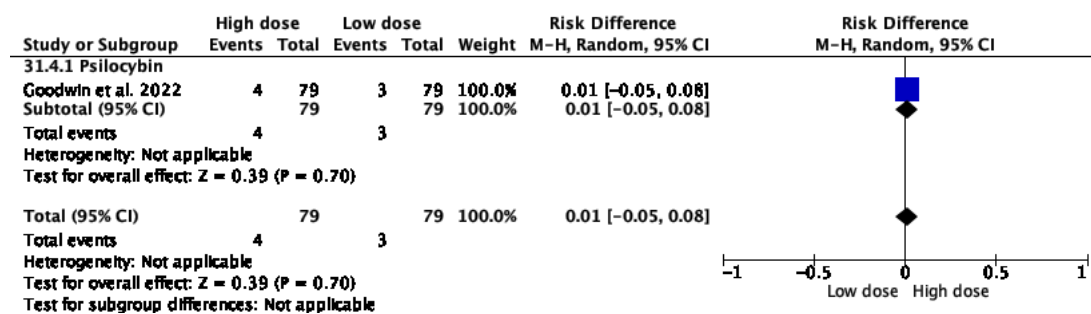 High dose Low dose Risk Difference Risk Difference
Study or Subgroup Events Total Events Total Weight M-H, Random, 95% CI M-H, Random, 95% CI
31.4.1 Psilocybin
Goodwin et al. 2022 4 79 3 79 100.0% 0.01 [-0.05, 0.08]
Subtotal (95% CI) 79 79 100.0% 0.01 [-0.05, 0.08]
Total events 4 3
Heterogeneity: Not applicable
Test for overall effect: Z = 0.39 (P = 0.70)
Total (95% CI) 79 79 100.0% 0.01 [-0.05, 0.08]
Total events 4 3
Heterogeneity: Not applicable
Test for overall effect: Z = 0.39 (P = 0.70)
Test for subgroup differences: Not applicable
-1 -0.5 0 0.5 1
Low dose High dose